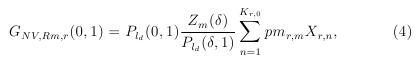 G_{NV,Rm,r}(0,1) = P_{l_d}(0,1) \frac{Z_m(\delta)}{P_{l_d}(\delta,1)} \sum_{n=1}^{K_{r,0}} pm_{r,m} X_{r,n}, (4)